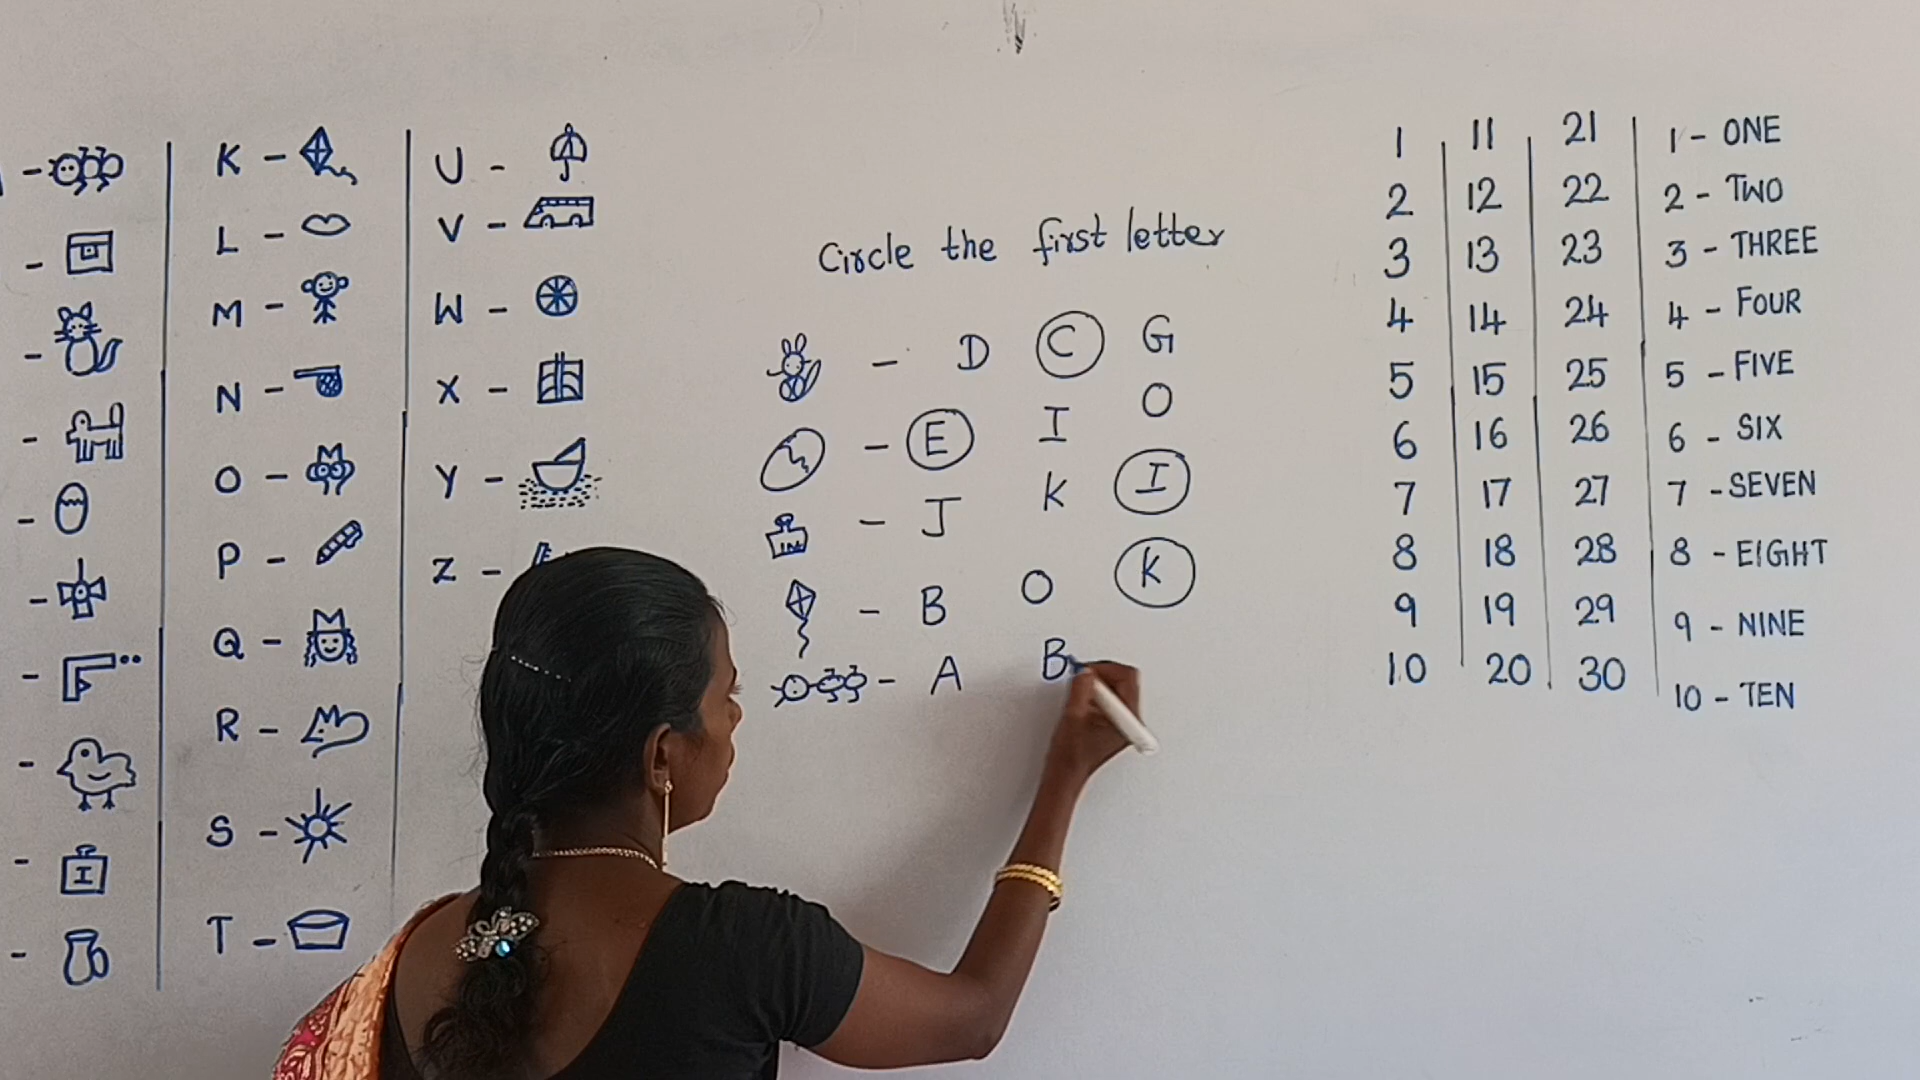 K -
L -
M -
N -
O -
P -
Q -
R -
S -
T -
I
U -
V -
W -
X -
Y -
Z -
Circle the first letter
- D C G
- E I O
- J K I
IN
- B O K
- A B
1 11 21
2 12 22
3 13 23
4 14 24
5 15 25
6 16 26
7 17 27
8 18 28
9 19 29
10 20 30
1 - ONE
2 - TWO
3 - THREE
4 - FOUR
5 - FIVE
6 - SIX
7 - SEVEN
8 - EIGHT
9 - NINE
10 - TEN